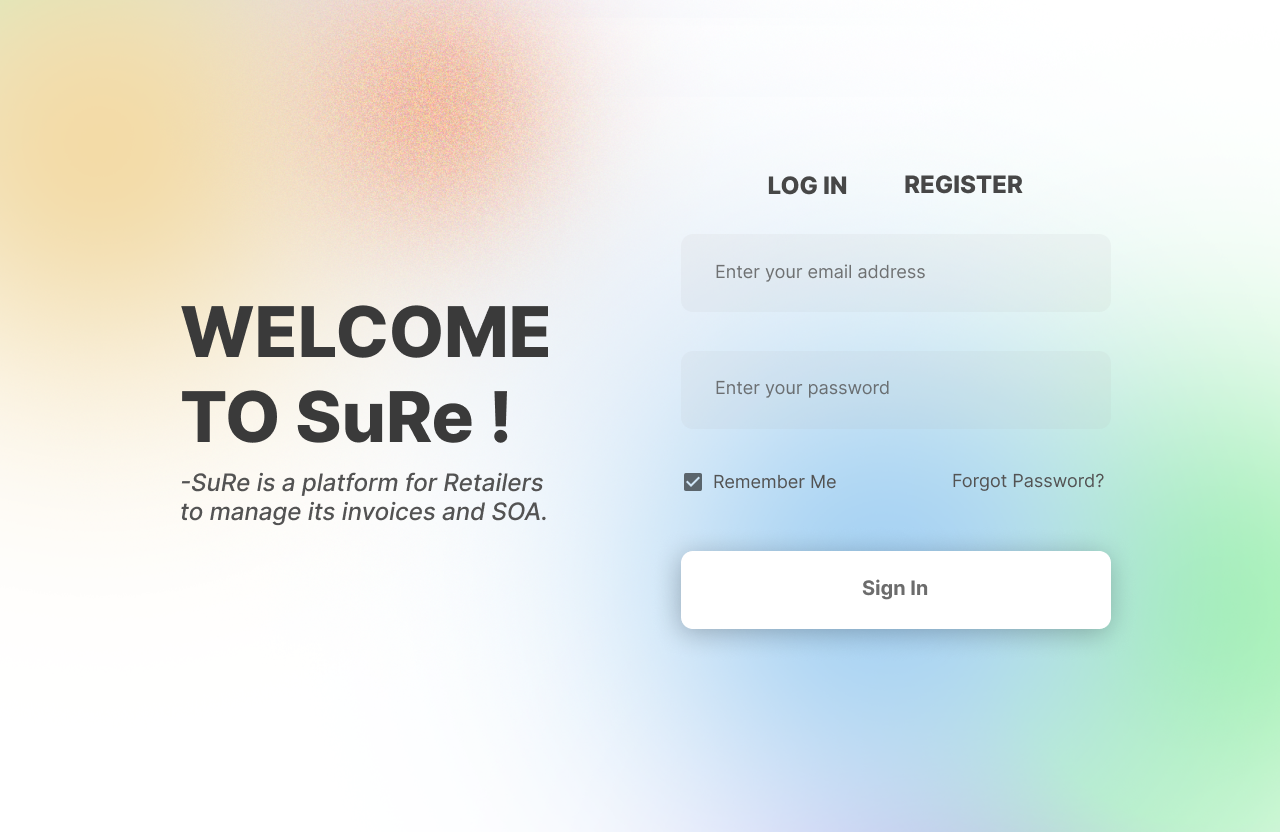 WELCOME
TO SuRe !
-SuRe is a platform for Retailers
to manage its invoices and SOA.
LOG IN REGISTER
Enter your email address
Enter your password
Remember Me Forgot Password?
Sign In